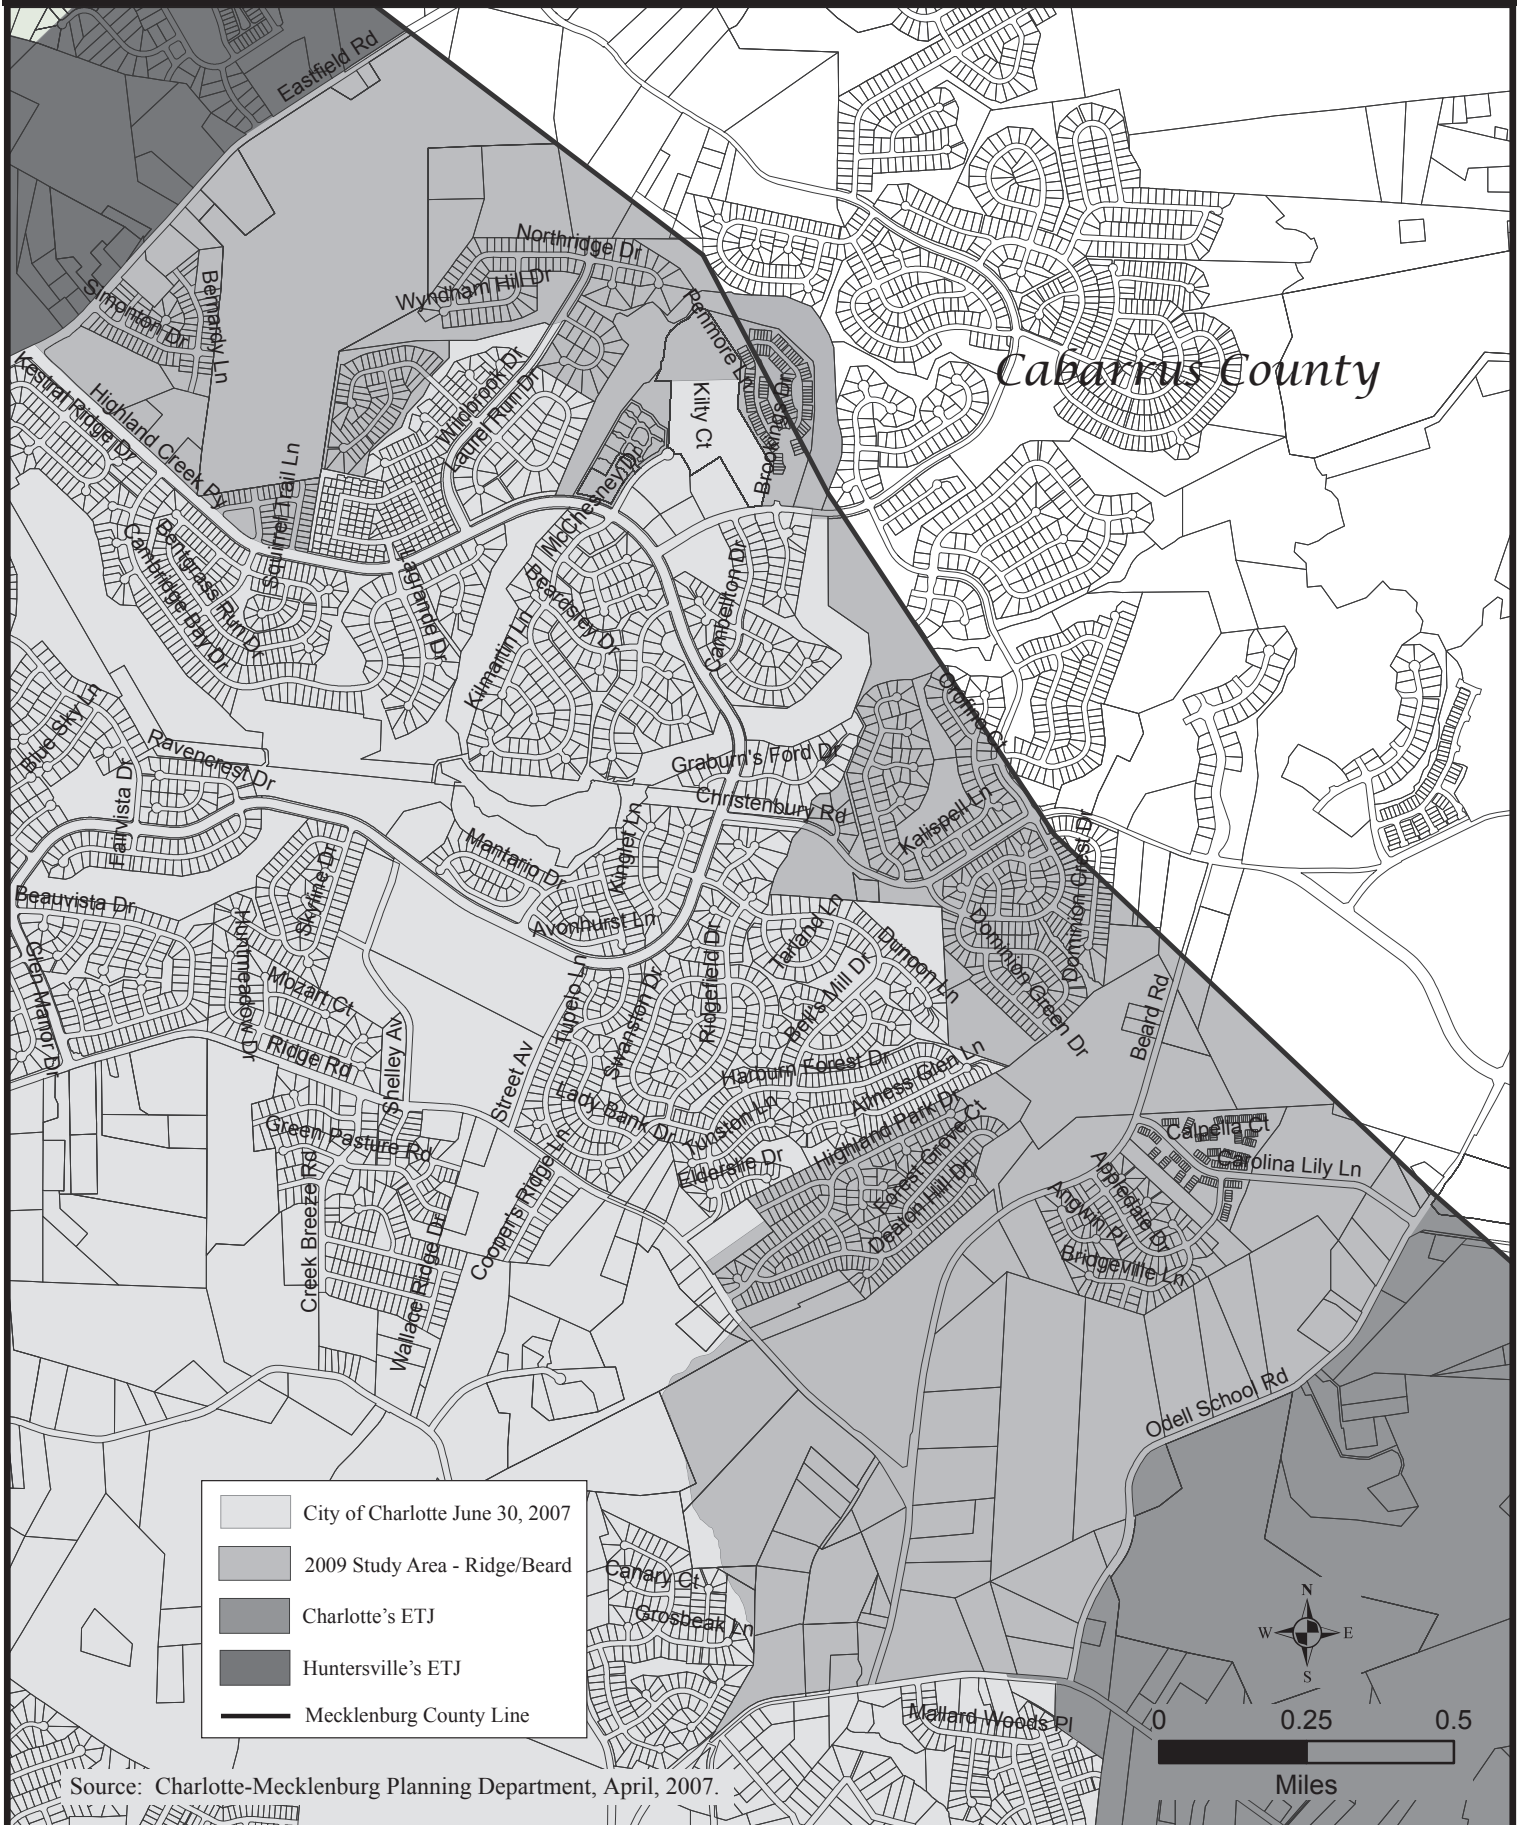 Eastfield Rd
Northridge Dr
Wyndham Hill Dr
Simonton Dr
Bernardy Ln
Penmore Ln
Cabarrus County
Kestral Ridge Dr
Highland Creek Py
Wildbrook Dr
Laurel Run Dr
Kilty Ct
Squirrel Trail Ln
McChesney Dr
Cambridge Bay Dr
Bentgrass Run Dr
Lagrande Dr
Beardsley Dr
Campbellton Dr
Kilmartin Ln
Orofino Ct
Blue Sky Ln
Ravencrest Dr
Graburn's Ford Dr
Fairvista Dr
Christenbury Rd
Kalispell Ln
Mantario Dr
Kinglet Ln
Skyline Dr
Dominion Crest Dr
Beauvista Dr
Avonhurst Ln
Tarland Ln
Huntmeadow Dr
Glen Manor Dr
Ridgefield Dr
Dunoon Ln
Dominion Green Dr
Mozart Ct
Tupelo Ln
Swanston Dr
Bell's Mill Dr
Beard Rd
Ridge Rd
Shelley Av
Street Av
Harburn Forest Dr
Allness Glen Ln
Lady Bank Dr
Tunston Ln
Highland Park Dr
Calpella Ct
Green Pasture Rd
Elderslie Dr
Forest Grove Ct
Carolina Lily Ln
Creek Breeze Rd
Cooper's Ridge Ln
Deaton Hill Dr
Appledale Dr
Angwin Pl
Wallace Ridge Dr
Bridgeville Ln
Odell School Rd
City of Charlotte June 30, 2007
2009 Study Area - Ridge/Beard
Charlotte’s ETJ
Huntersville’s ETJ
Mecklenburg County Line
Canary Ct
Grosbeak Ln
N
W E
S
Mallard Woods Pl
0 0.25 0.5
Miles
Source: Charlotte-Mecklenburg Planning Department, April, 2007.